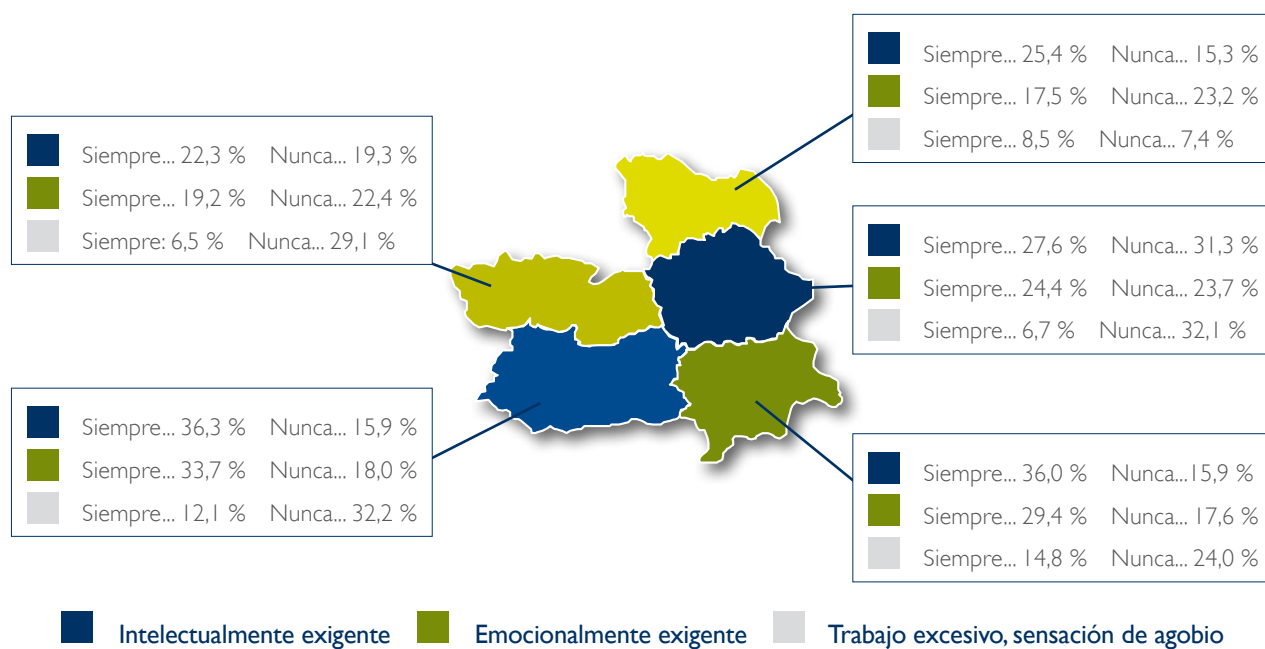 Siempre... 25,4 % Nunca... 15,3 %
Siempre... 17,5 % Nunca... 23,2 %
Siempre... 8,5 % Nunca... 7,4 %
Siempre... 22,3 % Nunca... 19,3 %
Siempre... 19,2 % Nunca... 22,4 %
Siempre: 6,5 % Nunca... 29,1 %
Siempre... 27,6 % Nunca... 31,3 %
Siempre... 24,4 % Nunca... 23,7 %
Siempre... 6,7 % Nunca... 32,1 %
Siempre... 36,3 % Nunca... 15,9 %
Siempre... 33,7 % Nunca... 18,0 %
Siempre... 12,1 % Nunca... 32,2 %
Siempre... 36,0 % Nunca...15,9 %
Siempre... 29,4 % Nunca... 17,6 %
Siempre... 14,8 % Nunca... 24,0 %
Intelectualmente exigente Emocionalmente exigente Trabajo excesivo, sensación de agobio